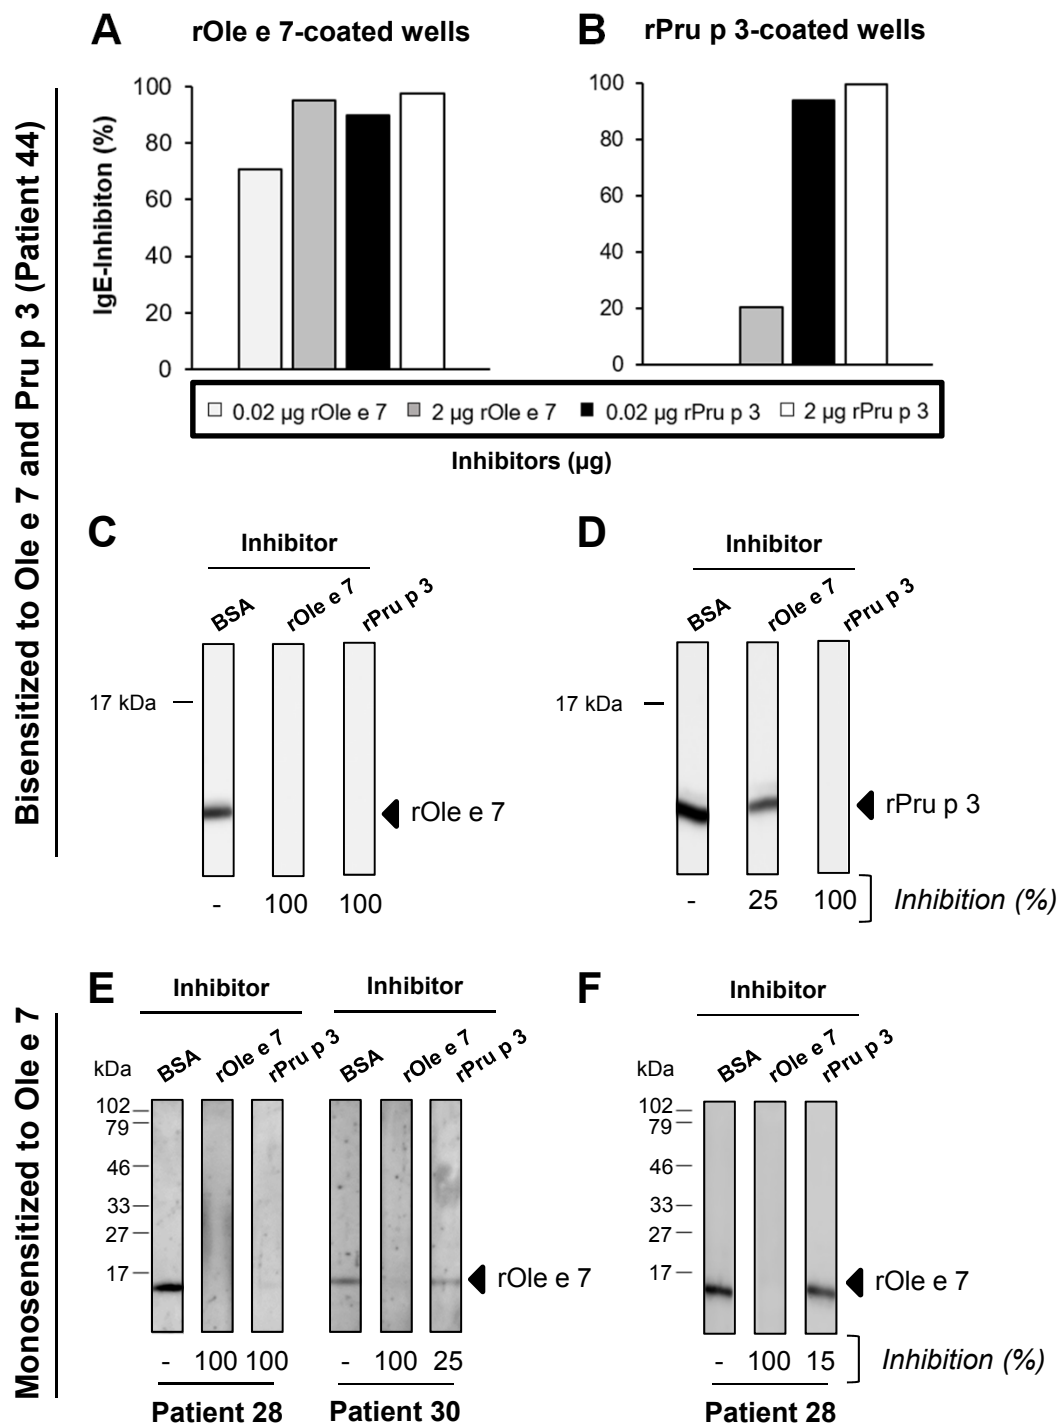 A
rOle e 7-coated wells
B
rPru p 3-coated wells
Bisensitized to Ole e 7 and Pru p 3 (Patient 44)
IgE-Inhibiton (%)
100
80
60
40
20
0
100
80
60
40
20
0
0.02 µg rOle e 7 2 µg rOle e 7 0.02 µg rPru p 3 2 µg rPru p 3
Inhibitors (µg)
C
Inhibitor
BSA rOle e 7 rPru p 3
17 kDa
rOle e 7
- 100 100
D
Inhibitor
BSA rOle e 7 rPru p 3
17 kDa
rPru p 3
- 25 100 Inhibition (%)
Monosensitized to Ole e 7
E
Inhibitor Inhibitor
BSA rOle e 7 rPru p 3 BSA rOle e 7 rPru p 3
kDa
102
79
46
33
27
17
rOle e 7
- 100 100 - 100 25
Patient 28 Patient 30
F
Inhibitor
BSA rOle e 7 rPru p 3
kDa
102
79
46
33
27
17
rOle e 7
- 100 15 Inhibition (%)
Patient 28